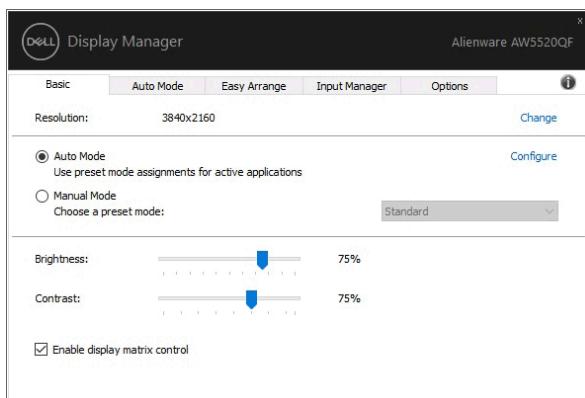 DELL Display Manager Alienware AW5520QF
x
Basic Auto Mode Easy Arrange Input Manager Options
Resolution: 3840x2160 Change
Auto Mode Configure
Use preset mode assignments for active applications
Manual Mode
Choose a preset mode: Standard
Brightness: 75%
Contrast: 75%
Enable display matrix control